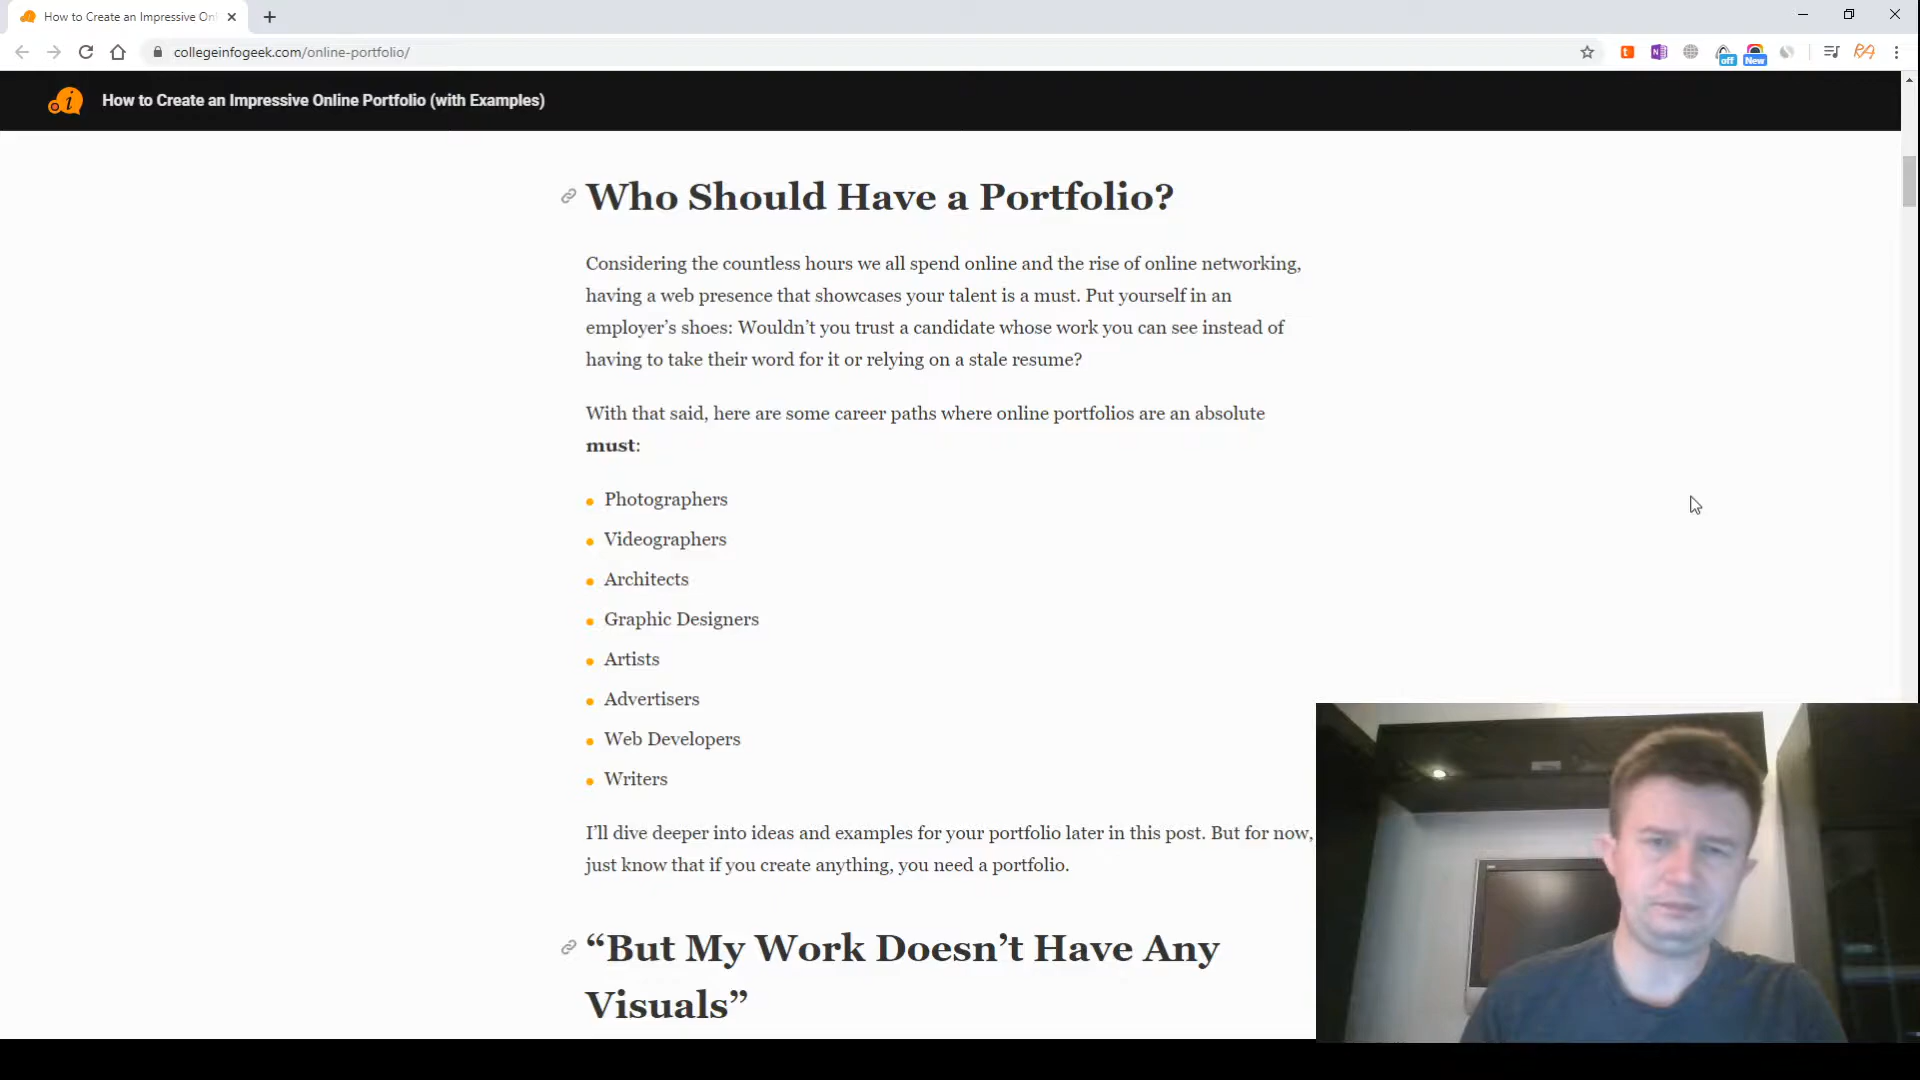 How to Create an Impressive Onl
collegeinfogeek.com/online-portfolio/
off
New
RA
How to Create an Impressive Online Portfolio (with Examples)
Who Should Have a Portfolio?
Considering the countless hours we all spend online and the rise of online networking,
having a web presence that showcases your talent is a must. Put yourself in an
employer’s shoes: Wouldn’t you trust a candidate whose work you can see instead of
having to take their word for it or relying on a stale resume?
With that said, here are some career paths where online portfolios are an absolute
must:
Photographers
Videographers
Architects
Graphic Designers
Artists
Advertisers
Web Developers
Writers
I’ll dive deeper into ideas and examples for your portfolio later in this post. But for now,
just know that if you create anything, you need a portfolio.
“But My Work Doesn’t Have Any
Visuals”